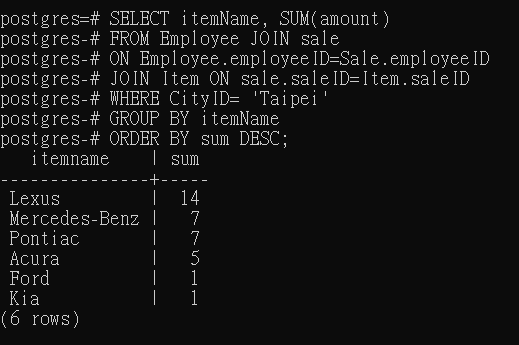 postgres=# SELECT itemName, SUM(amount)
postgres-# FROM Employee JOIN sale
postgres-# ON Employee.employeeID=Sale.employeeID
postgres-# JOIN Item ON sale.saleID=Item.saleID
postgres-# WHERE CityID= 'Taipei'
postgres-# GROUP BY itemName
postgres-# ORDER BY sum DESC;
   itemname    | sum
---------------+-----
 Lexus         |  14
 Mercedes-Benz |   7
 Pontiac       |   7
 Acura         |   5
 Ford          |   1
 Kia           |   1
(6 rows)